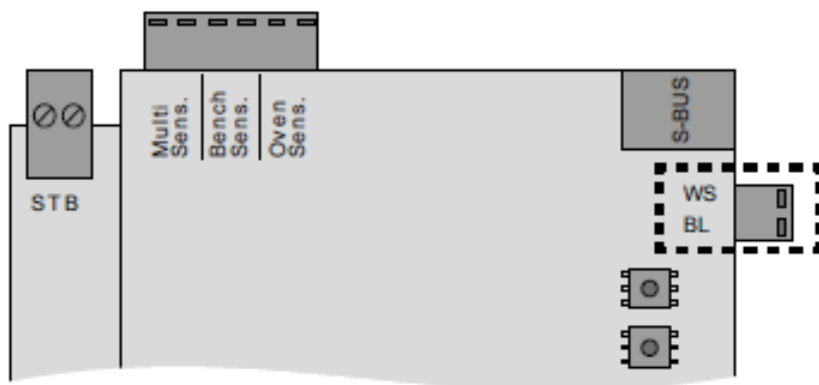 Multi
Sens.
Bench
Sens.
Oven
Sens.
S-BUS
STB
WS
BL